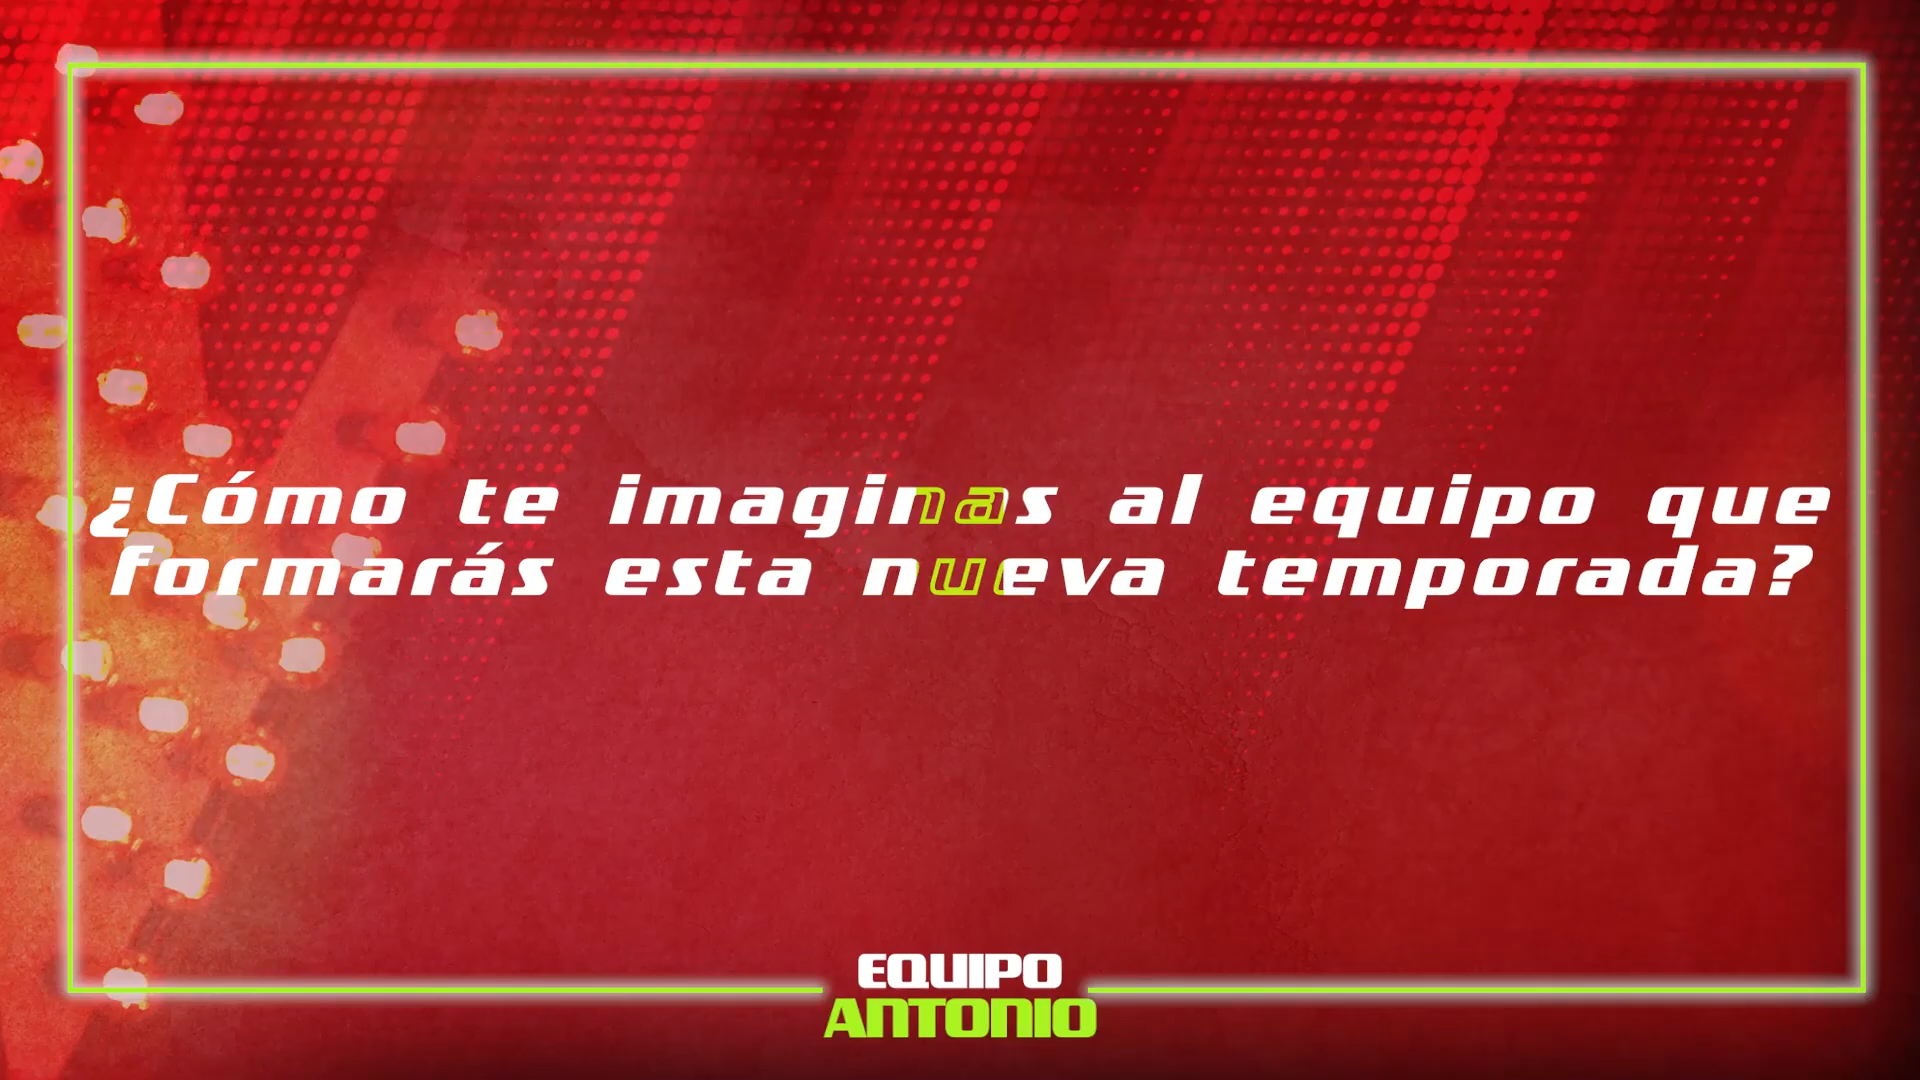 ¿Cómo te imaginas al equipo que
formarás esta nueva temporada?
EQUIPO
ANTONIO